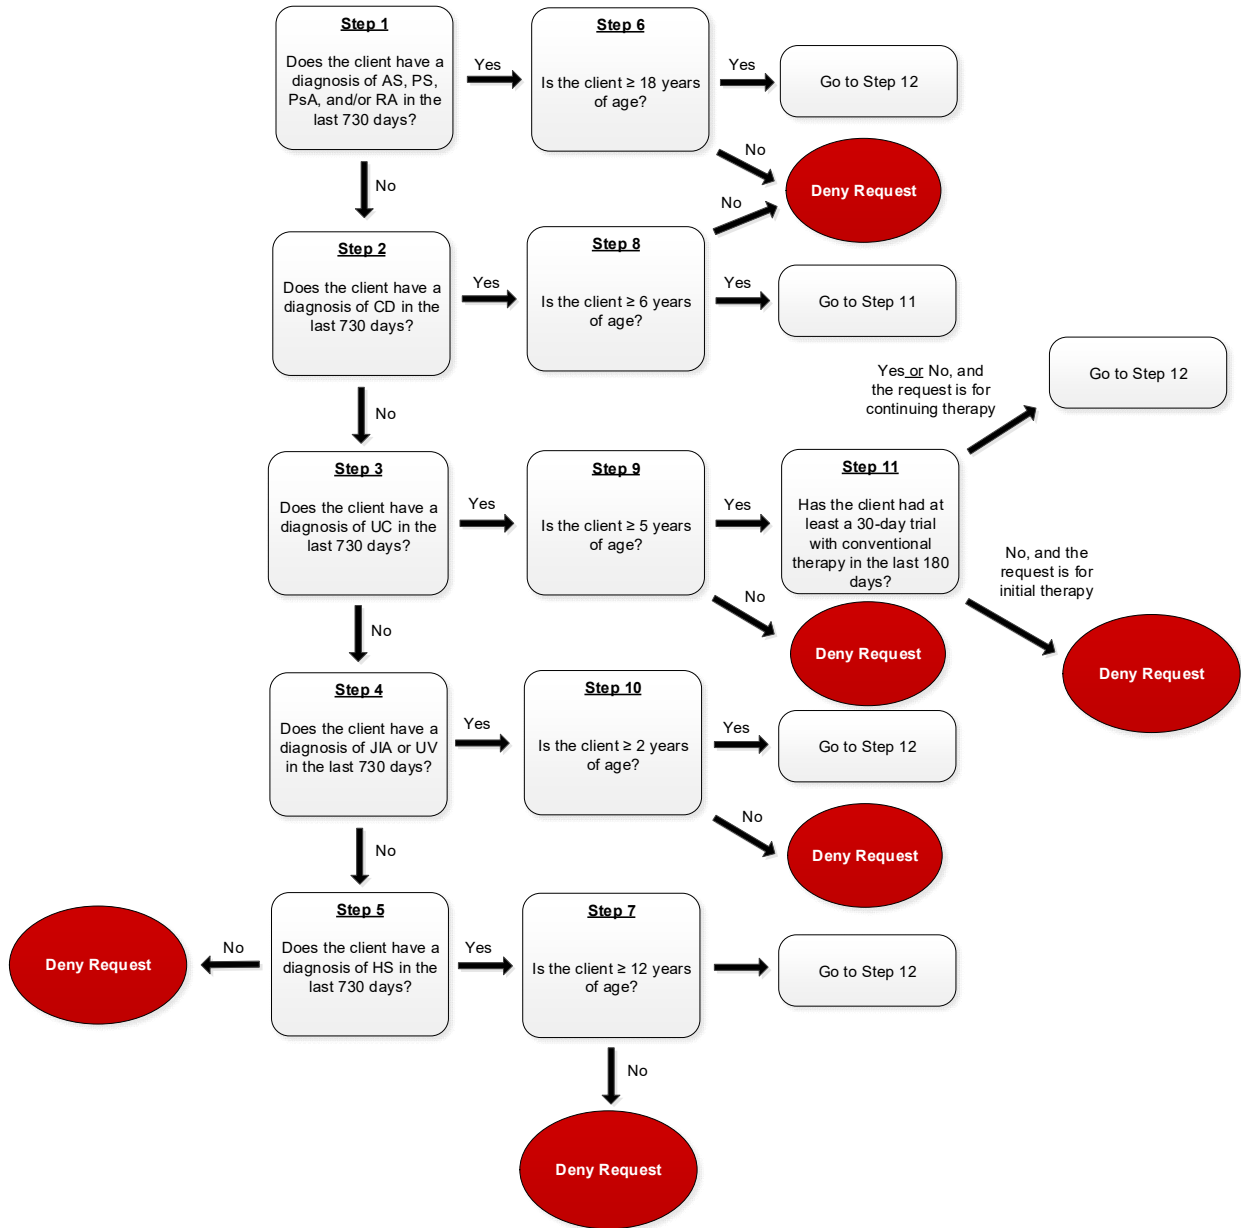 Step 1
Does the client have a
diagnosis of AS, PS,
PsA, and/or RA in the
last 730 days?
Yes
Step 6
Is the client ≥ 18 years
of age?
Yes
Go to Step 12
No
No
Deny Request
Step 2
Does the client have a
diagnosis of CD in the
last 730 days?
Yes
Step 8
Is the client ≥ 6 years
of age?
No
Yes
Go to Step 11
No
Step 3
Does the client have a
diagnosis of UC in the
last 730 days?
Yes
Step 9
Is the client ≥ 5 years
of age?
Yes
Step 11
Has the client had at
least a 30-day trial
with conventional
therapy in the last 180
days?
Yes or No, and
the request is for
continuing therapy
Go to Step 12
No, and the
request is for
initial therapy
Deny Request
No
Deny Request
No
Step 4
Does the client have a
diagnosis of JIA or UV
in the last 730 days?
Yes
Step 10
Is the client ≥ 2 years
of age?
Yes
Go to Step 12
No
Deny Request
No
Step 5
Does the client have a
diagnosis of HS in the
last 730 days?
No
Deny Request
Yes
Step 7
Is the client ≥ 12 years
of age?
Go to Step 12
No
Deny Request